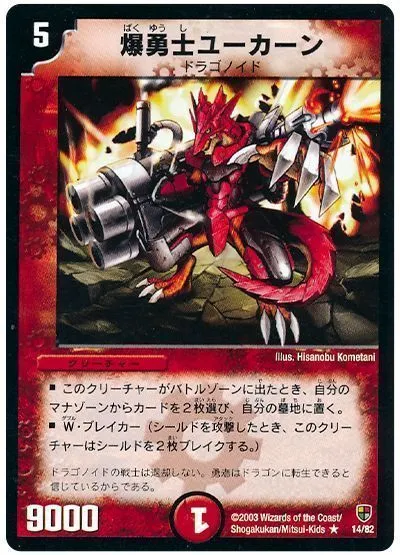 5
ばく ゆう し
爆勇士ユーカーン
ドラゴノイド
Illus. Hisanobu Kometani
クリーチャー
■ このクリーチャーがバトルゾーンに出たとき、自分の
マナゾーンからカードを2枚選び、自分の墓地に置く。
■ W・ブレイカー（シールドを攻撃したとき、このクリ
ーチャーはシールドを2枚ブレイクする。）
ドラゴノイドの戦士は退却しない。勇者はドラゴンに転生できると
信じているからである。
9000
1
©2003 Wizards of the Coast/
Shogakukan/Mitsui-Kids ★ 14/82